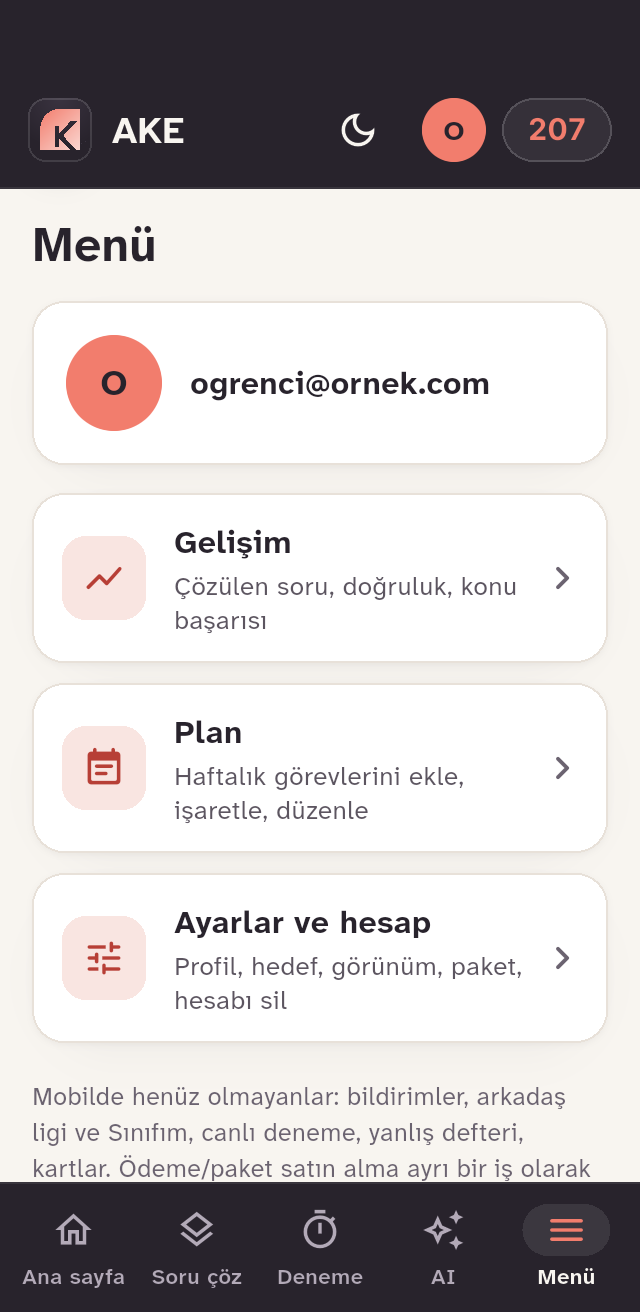 K AKE O 207
Menü
O ogrenci@ornek.com
Gelişim
Çözülen soru, doğruluk, konu
başarısı
Plan
Haftalık görevlerini ekle,
işaretle, düzenle
Ayarlar ve hesap
Profil, hedef, görünüm, paket,
hesabı sil
Mobilde henüz olmayanlar: bildirimler, arkadaş
ligi ve Sınıfım, canlı deneme, yanlış defteri,
kartlar. Ödeme/paket satın alma ayrı bir iş olarak
Ana sayfa Soru çöz Deneme AI Menü